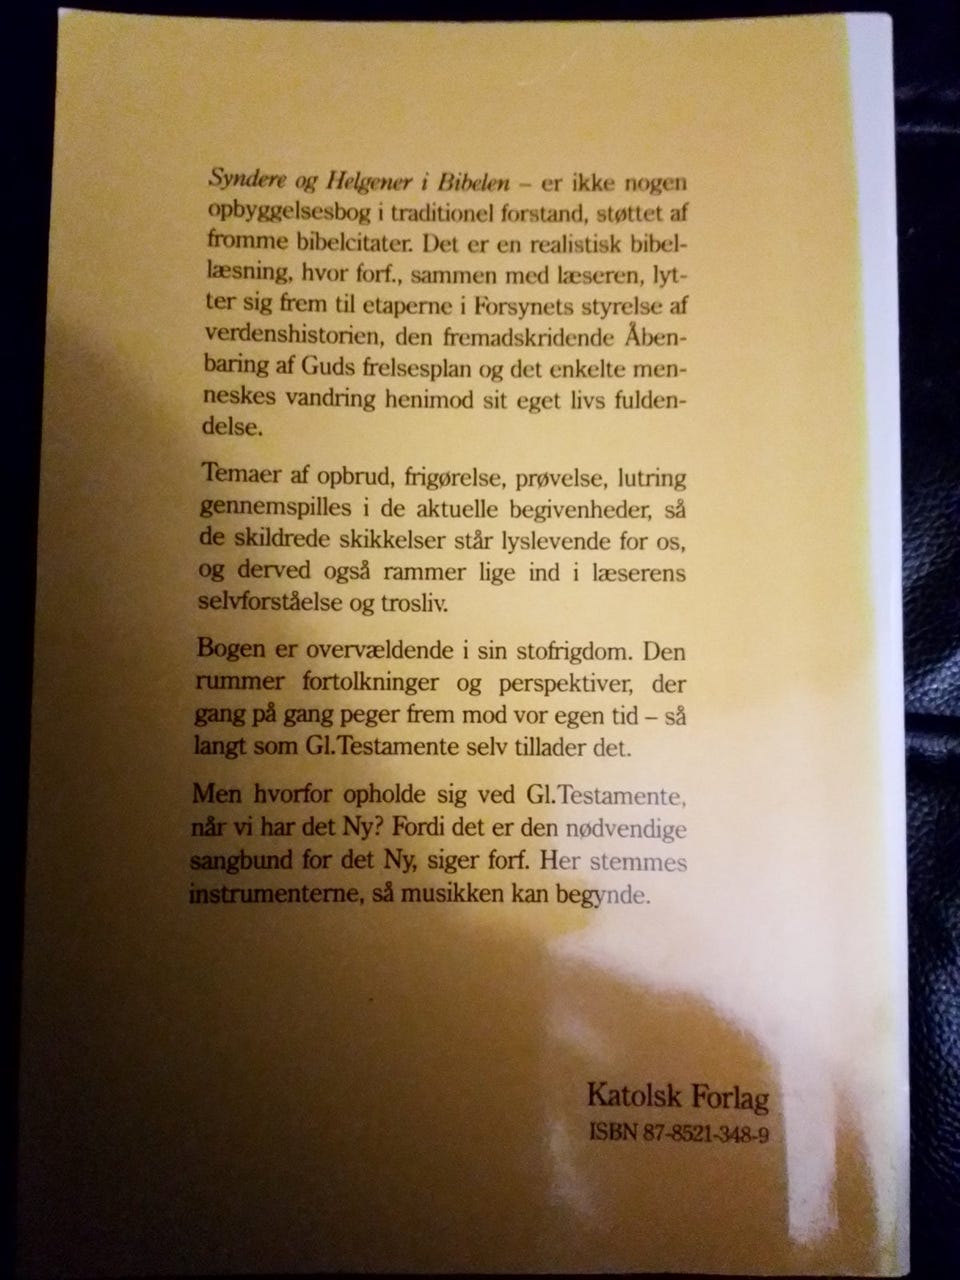 Syndere og Helgener i Bibelen – er ikke nogen
opbyggelsesbog i traditionel forstand, støttet af
fromme bibelcitater. Det er en realistisk bibel-
læsning, hvor forf., sammen med læseren, lyt-
ter sig frem til etaperne i Forsynets styrelse af
verdenshistorien, den fremadskridende Åben-
baring af Guds frelsesplan og det enkelte men-
neskes vandring henimod sit eget livs fulden-
delse.
Temaer af opbrud, frigørelse, prøvelse, lutring
gennemspilles i de aktuelle begivenheder, så
de skildrede skikkelser står lyslevende for os,
og derved også rammer lige ind i læserens
selvforståelse og trosliv.
Bogen er overvældende i sin stofrigdom. Den
rummer fortolkninger og perspektiver, der
gang på gang peger frem mod vor egen tid – så
langt som Gl.Testamente selv tillader det.
Men hvorfor opholde sig ved Gl.Testamente,
når vi har det Ny? Fordi det er den nødvendige
sangbund for det Ny, siger forf. Her stemmes
instrumenterne, så musikken kan begynde.
Katolsk Forlag
ISBN 87-8521-348-9